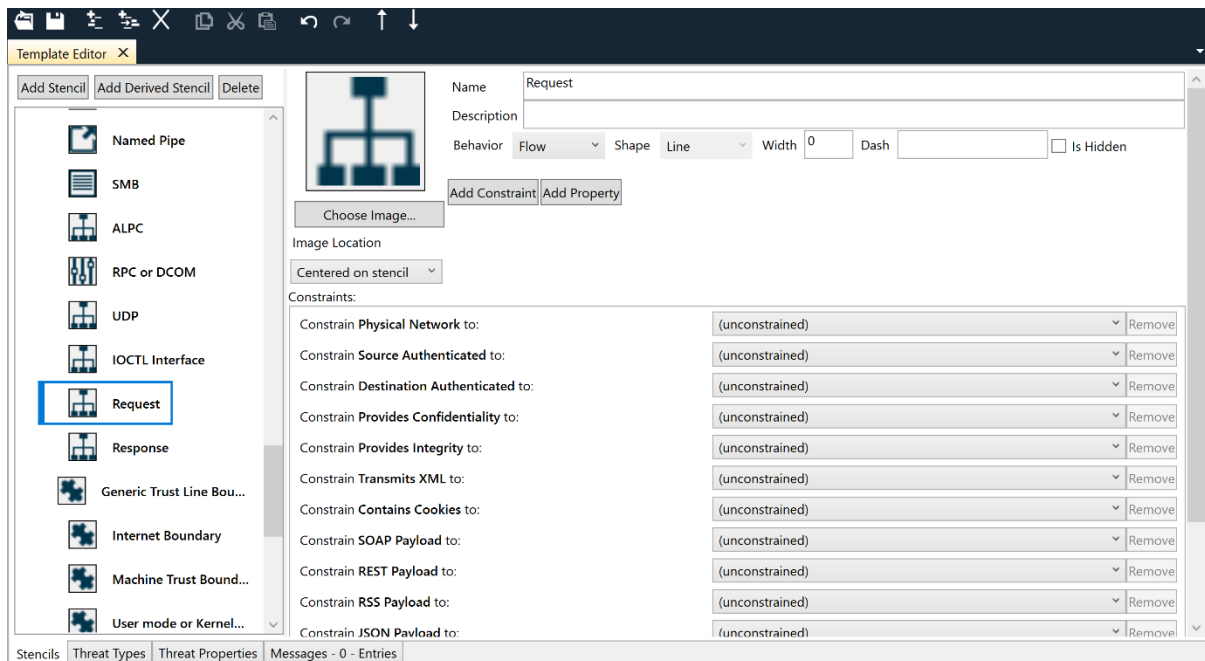 Template Editor X
Add Stencil Add Derived Stencil Delete
Named Pipe
SMB
ALPC
RPC or DCOM
UDP
IOCTL Interface
Request
Response
Generic Trust Line Bou...
Internet Boundary
Machine Trust Bound...
User mode or Kernel...
Name Request
Description
Behavior Flow Shape Line Width 0 Dash Is Hidden
Add Constraint Add Property
Choose Image...
Image Location
Centered on stencil
Constraints:
Constrain Physical Network to: (unconstrained) Remove
Constrain Source Authenticated to: (unconstrained) Remove
Constrain Destination Authenticated to: (unconstrained) Remove
Constrain Provides Confidentiality to: (unconstrained) Remove
Constrain Provides Integrity to: (unconstrained) Remove
Constrain Transmits XML to: (unconstrained) Remove
Constrain Contains Cookies to: (unconstrained) Remove
Constrain SOAP Payload to: (unconstrained) Remove
Constrain REST Payload to: (unconstrained) Remove
Constrain RSS Payload to: (unconstrained) Remove
Constrain JSON Payload to: (unconstrained) Remove
Stencils Threat Types Threat Properties Messages - 0 - Entries